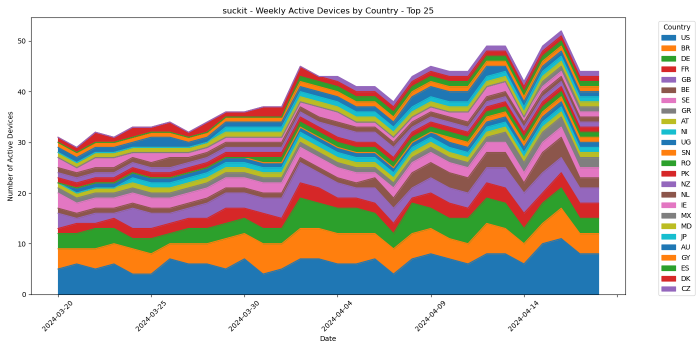 suckit - Weekly Active Devices by Country - Top 25
Number of Active Devices
50
40
30
20
10
0
2024-03-20
2024-03-25
2024-03-30
2024-04-04
2024-04-09
2024-04-14
Date
Country
US
BR
DE
FR
GB
BE
SE
GR
AT
NI
UG
SN
RO
PK
NZ
NL
IE
MX
MD
JP
AU
GY
ES
DK
CZ